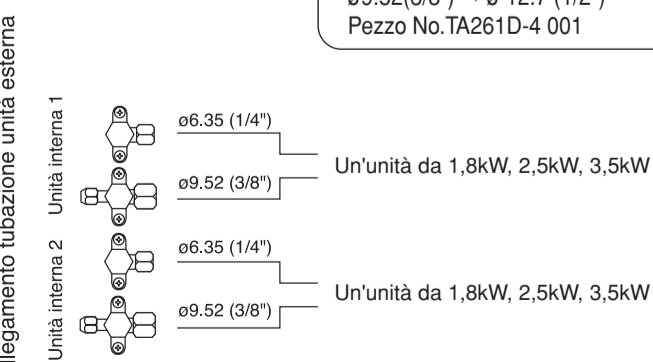 Pezzo No.TA261D-4 001
llegamento tubazione unità esterna
Unità interna 1
ø6.35 (1/4")
ø9.52 (3/8")
Un'unità da 1,8kW, 2,5kW, 3,5kW
Unità interna 2
ø6.35 (1/4")
ø9.52 (3/8")
Un'unità da 1,8kW, 2,5kW, 3,5kW